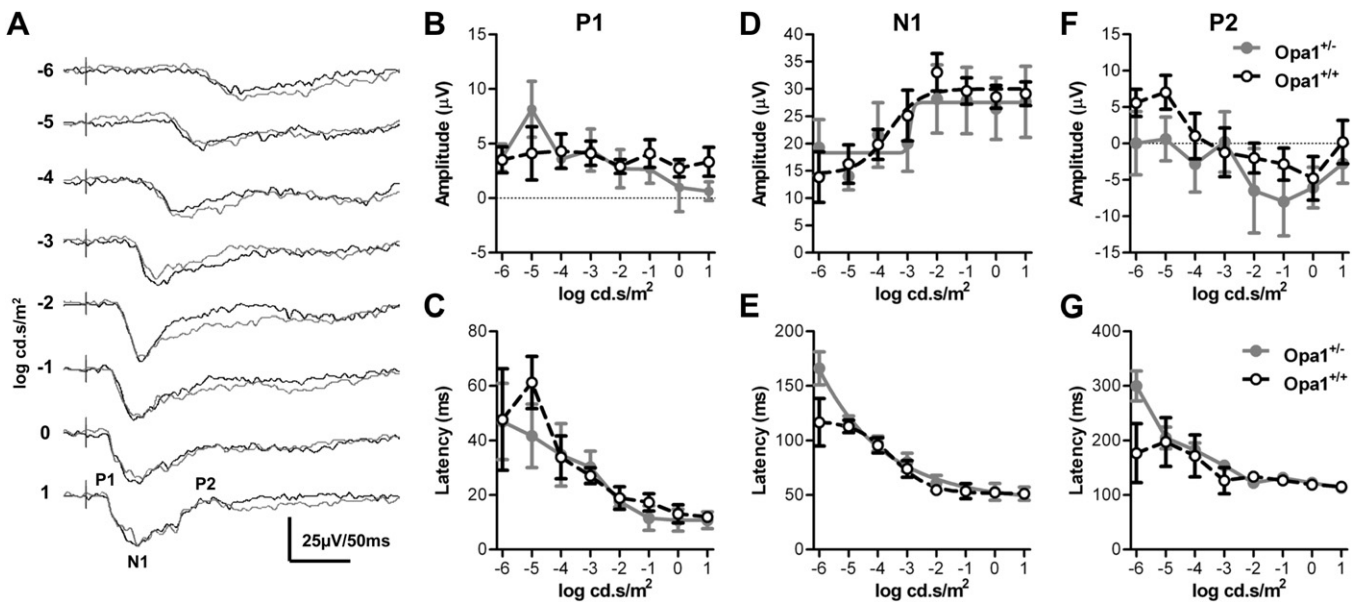 A
-6
-5
-4
-3
-2
-1
0
1
log cd.s/m²
P1
P2
N1
25µV/50ms
B
P1
Amplitude (µV)
15
10
5
0
-5
-6 -5 -4 -3 -2 -1 0 1
log cd.s/m²
C
Latency (ms)
80
60
40
20
0
-6 -5 -4 -3 -2 -1 0 1
log cd.s/m²
D
N1
Amplitude (µV)
40
35
30
25
20
15
10
5
0
-6 -5 -4 -3 -2 -1 0 1
log cd.s/m²
E
Latency (ms)
200
150
100
50
0
-6 -5 -4 -3 -2 -1 0 1
log cd.s/m²
F
P2
Opa1+/-
Opa1+/+
Amplitude (µV)
15
10
5
0
-5
-10
-15
-6 -5 -4 -3 -2 -1 0 1
log cd.s/m²
G
Opa1+/-
Opa1+/+
Latency (ms)
400
300
200
100
0
-6 -5 -4 -3 -2 -1 0 1
log cd.s/m²